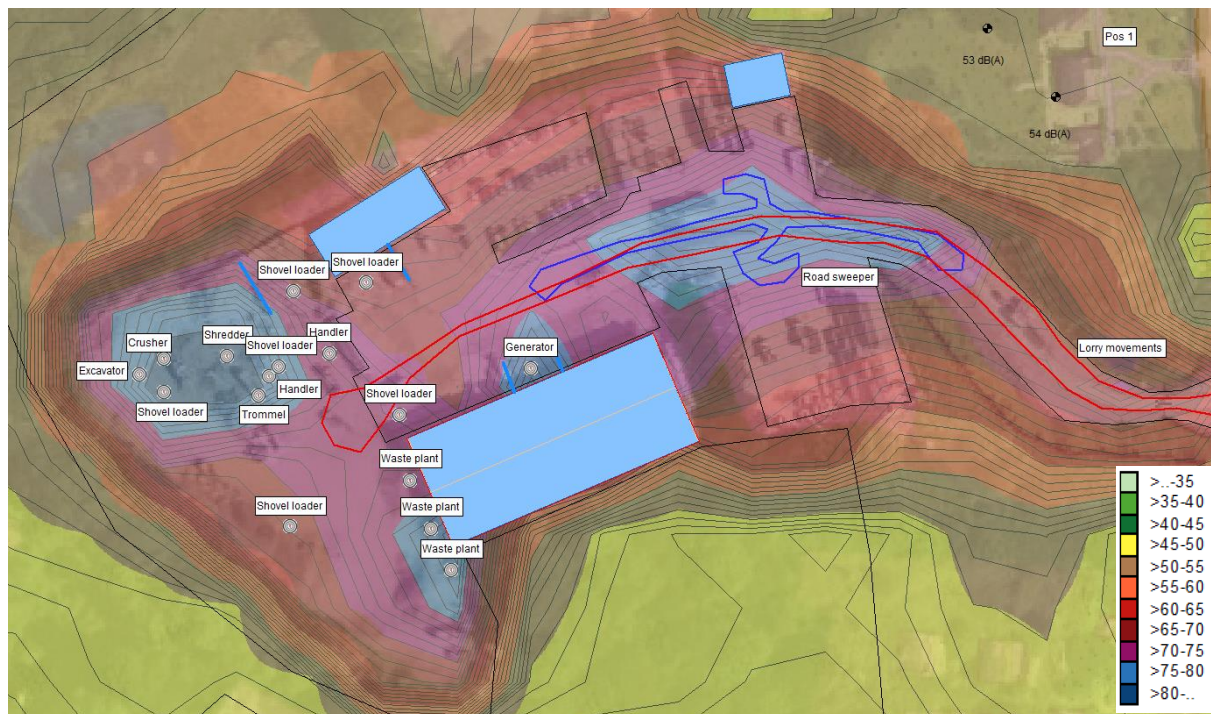 Pos 1
53 dB(A)
54 dB(A)
Shovel loader
Shovel loader
Road sweeper
Handler
Shredder
Crusher
Shovel loader
Generator
Lorry movements
Excavator
Handler
Shovel loader
Trommel
Shovel loader
Waste plant
Shovel loader
Waste plant
Waste plant
>..-35
>35-40
>40-45
>45-50
>50-55
>55-60
>60-65
>65-70
>70-75
>75-80
>80-..